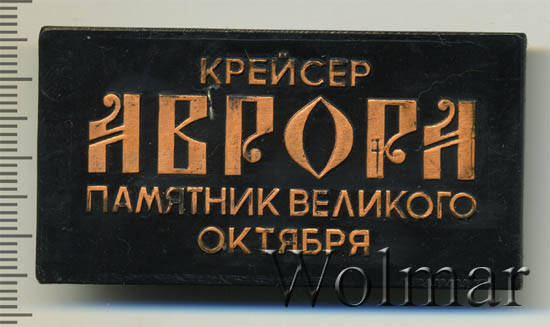 КРЕЙСЕР
АВРОРА
ПАМЯТНИК ВЕЛИКОГО
ОКТЯБРЯ
Wolmar